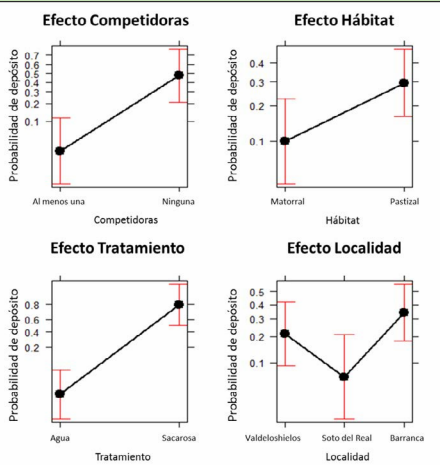 Efecto Competidoras
Probabilidad de depósito
0.7
0.6
0.5
0.4
0.3
0.2
0.1
Al menos una Ninguna
Competidoras
Efecto Hábitat
Probabilidad de depósito
0.4
0.3
0.2
0.1
Matorral Pastizal
Hábitat
Efecto Tratamiento
Probabilidad de depósito
0.8
0.6
0.4
0.2
Agua Sacarosa
Tratamiento
Efecto Localidad
Probabilidad de depósito
0.5
0.4
0.3
0.2
0.1
Valdeloshielos Soto del Real Barranca
Localidad